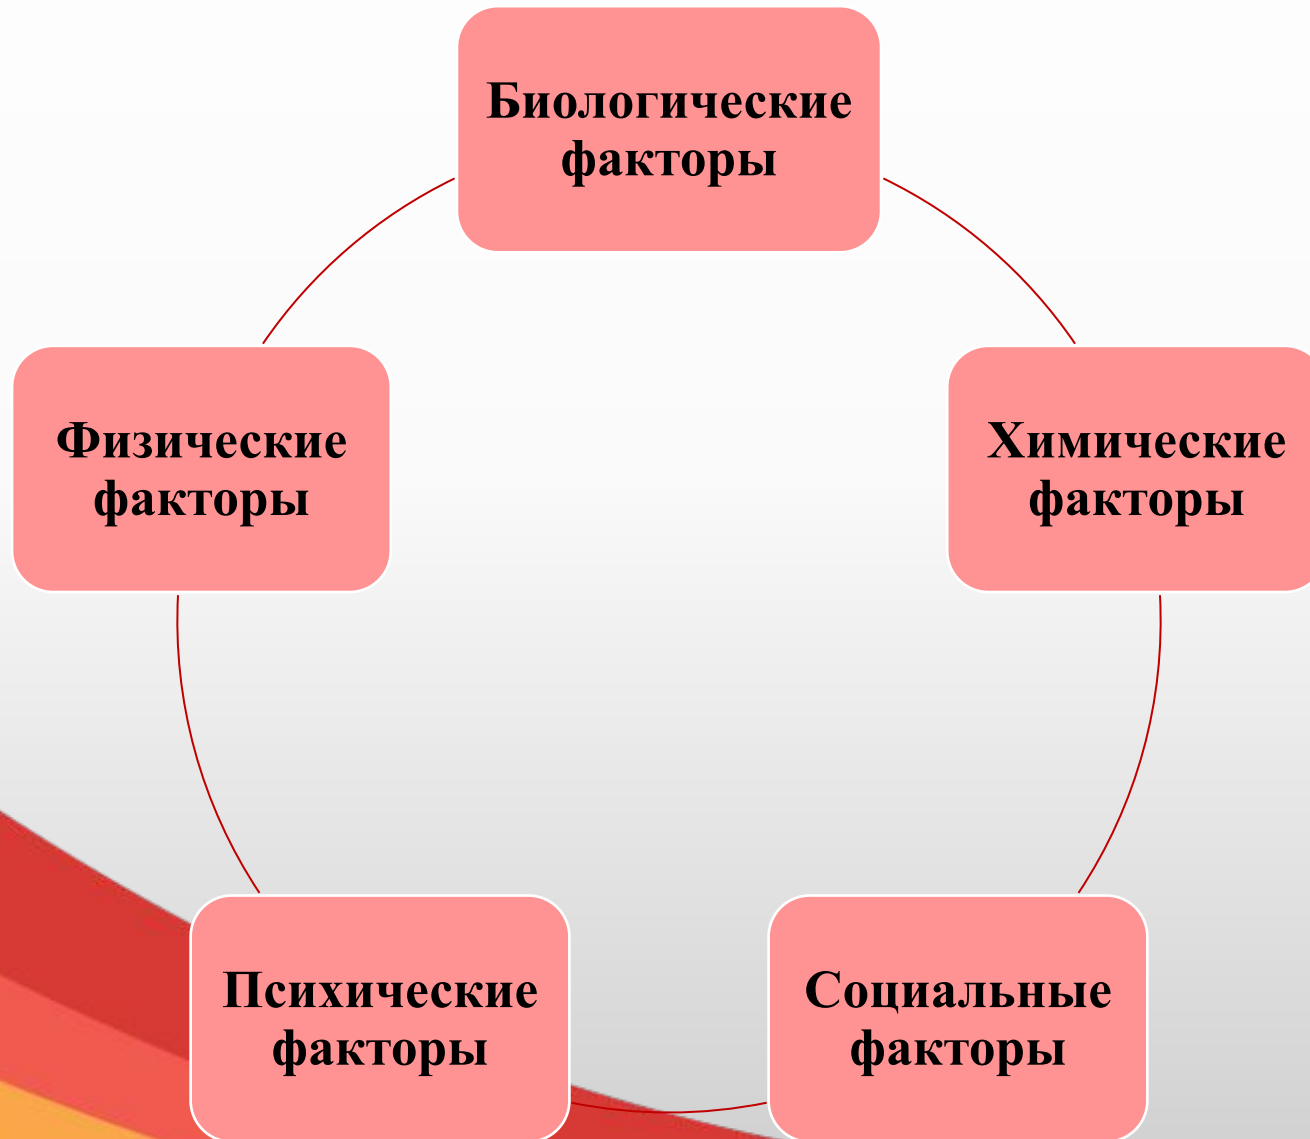 Биологические
факторы
Физические
факторы
Химические
факторы
Психические
факторы
Социальные
факторы